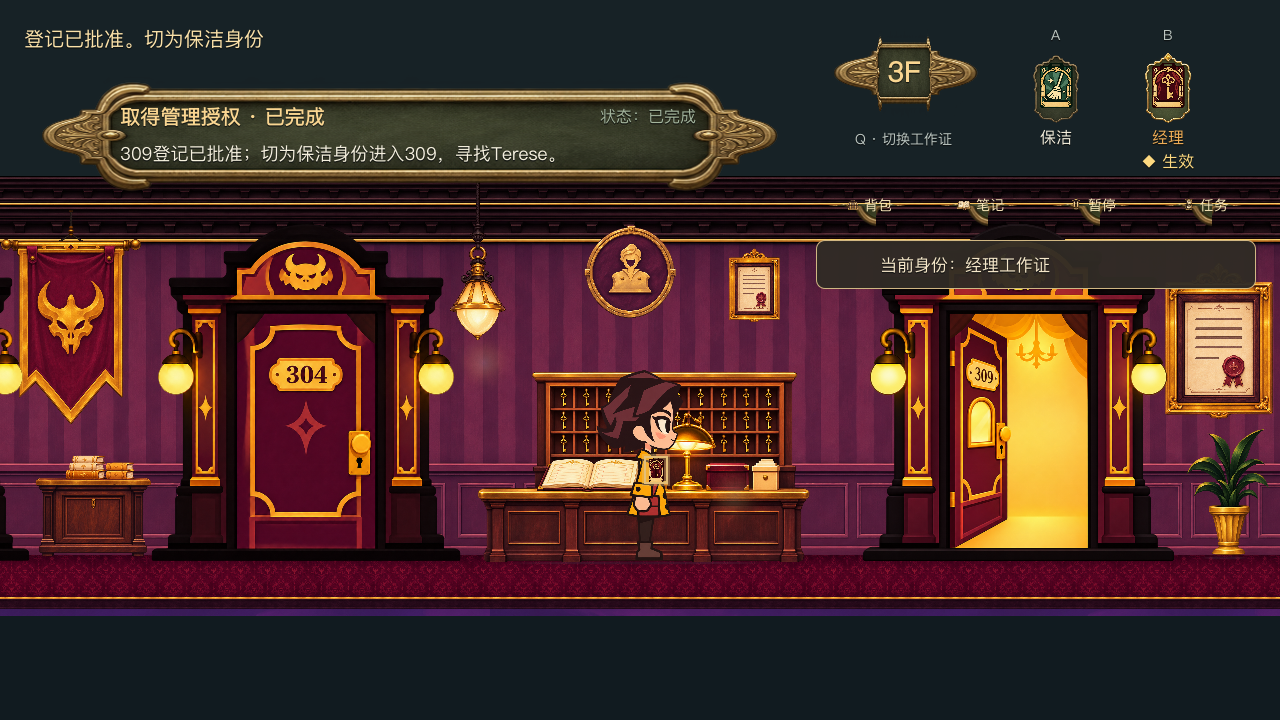 登记已批准。切为保洁身份
取得管理授权 · 已完成
状态：已完成
309登记已批准；切为保洁身份进入309，寻找Terese。
3F
Q · 切换工作证
A
保洁
B
经理
生效
背包
笔记
暂停
任务
当前身份：经理工作证
304
309